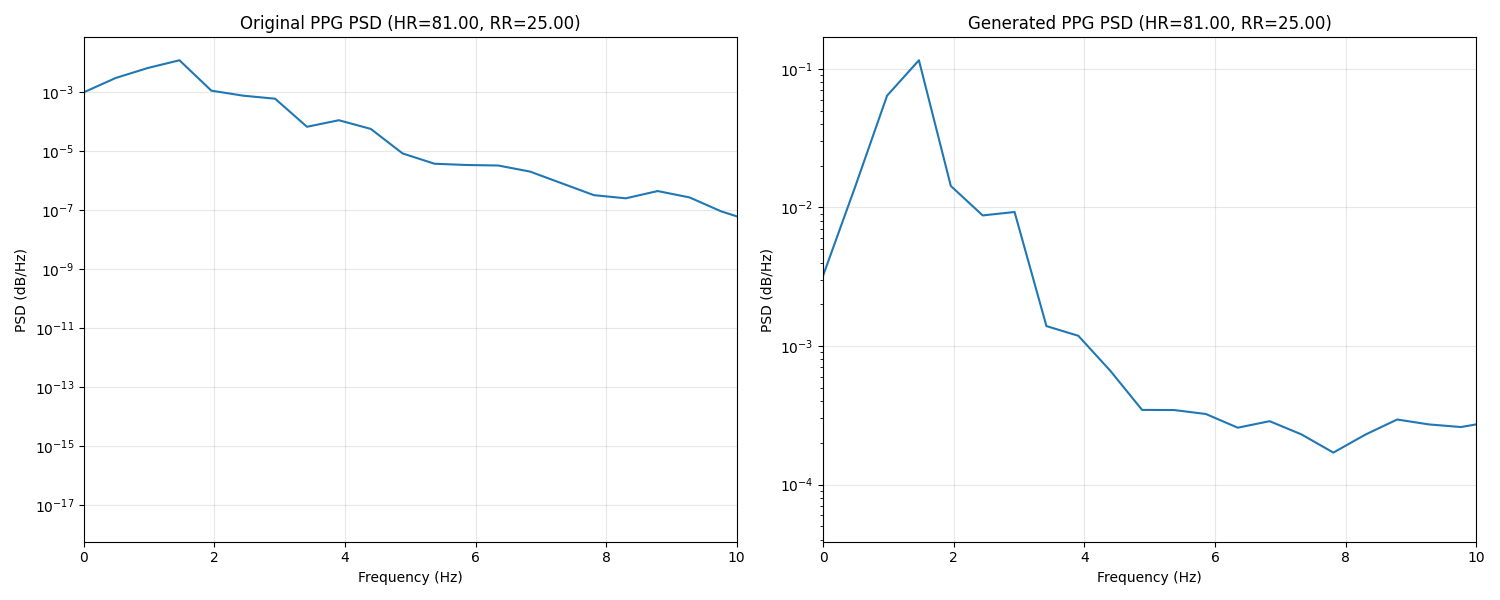 Original PPG PSD (HR=81.00, RR=25.00)
PSD (dB/Hz)
10⁻³
10⁻⁵
10⁻⁷
10⁻⁹
10⁻¹¹
10⁻¹³
10⁻¹⁵
10⁻¹⁷
0 2 4 6 8 10
Frequency (Hz)
Generated PPG PSD (HR=81.00, RR=25.00)
PSD (dB/Hz)
10⁻¹
10⁻²
10⁻³
10⁻⁴
0 2 4 6 8 10
Frequency (Hz)